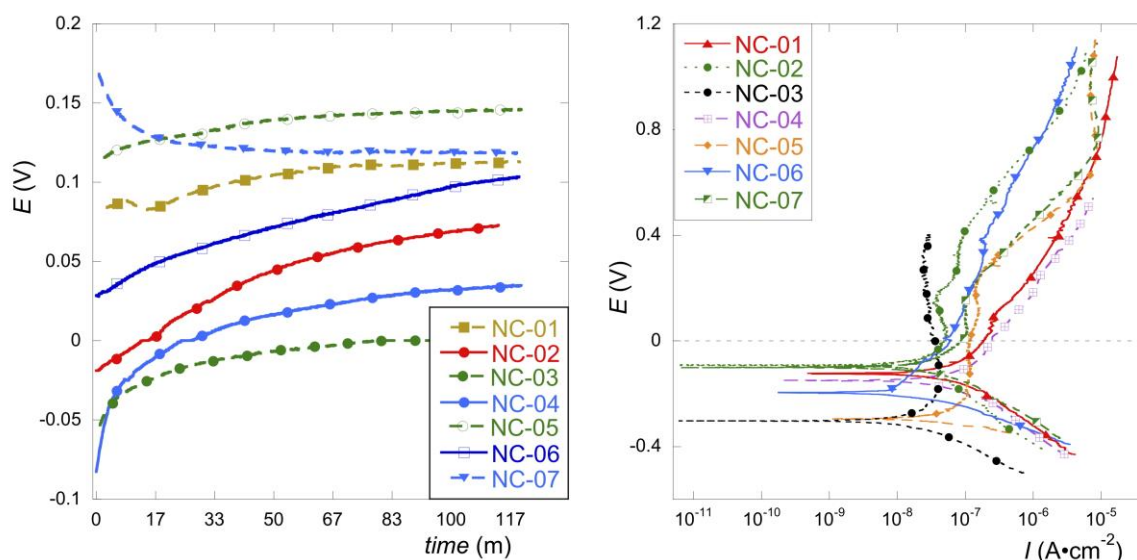 0.2
0.15
0.1
0.05
0
-0.05
-0.1
E (V)
0 17 33 50 67 83 100 117
time (m)
NC-01
NC-02
NC-03
NC-04
NC-05
NC-06
NC-07
1.2
0.8
0.4
0
-0.4
E (V)
10⁻¹¹ 10⁻¹⁰ 10⁻⁹ 10⁻⁸ 10⁻⁷ 10⁻⁶ 10⁻⁵
I (A•cm⁻²)
NC-01
NC-02
NC-03
NC-04
NC-05
NC-06
NC-07